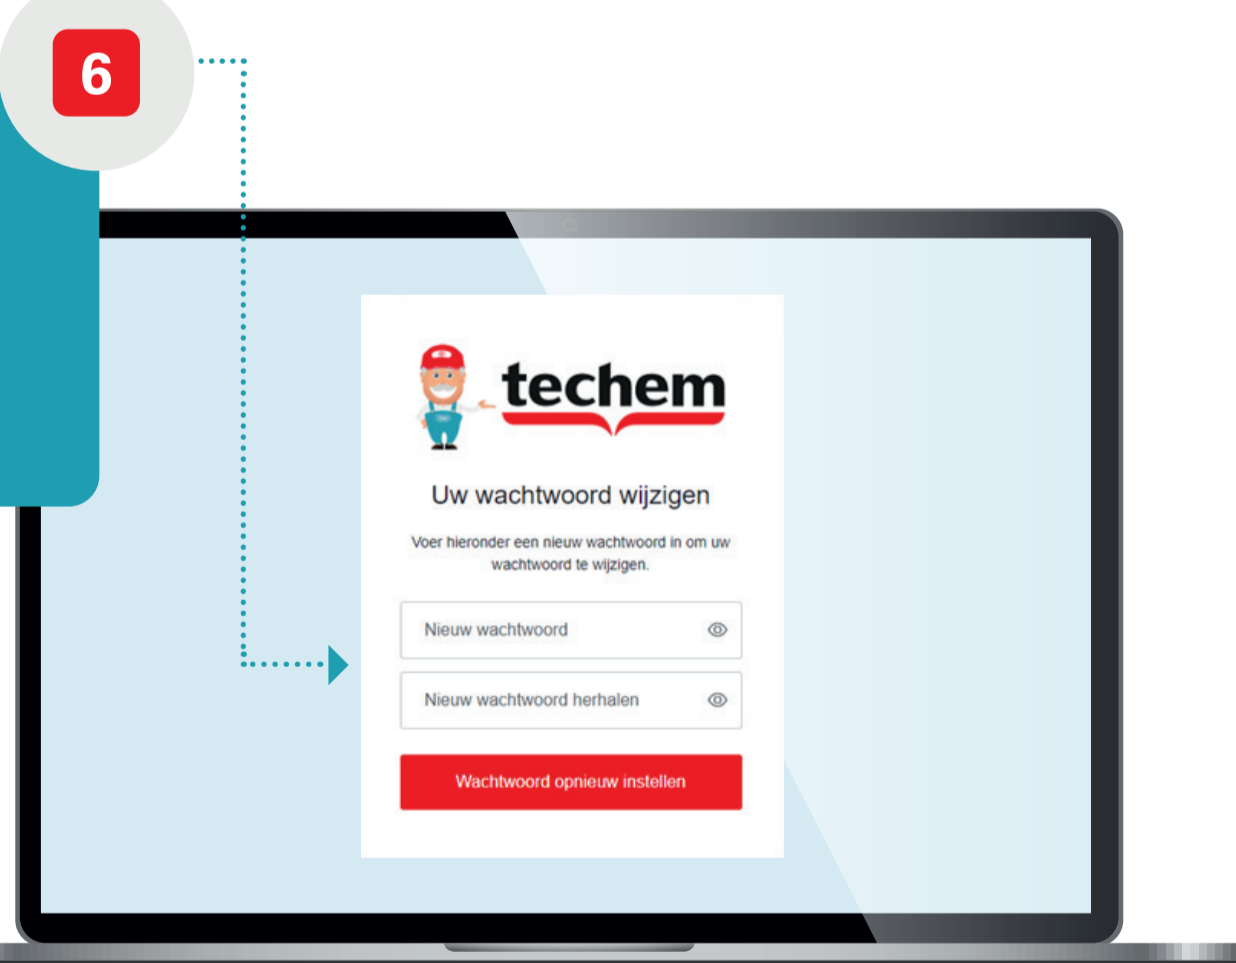 6
techem
Uw wachtwoord wijzigen
Voer hieronder een nieuw wachtwoord in om uw
wachtwoord te wijzigen.
Nieuw wachtwoord
Nieuw wachtwoord herhalen
Wachtwoord opnieuw instellen